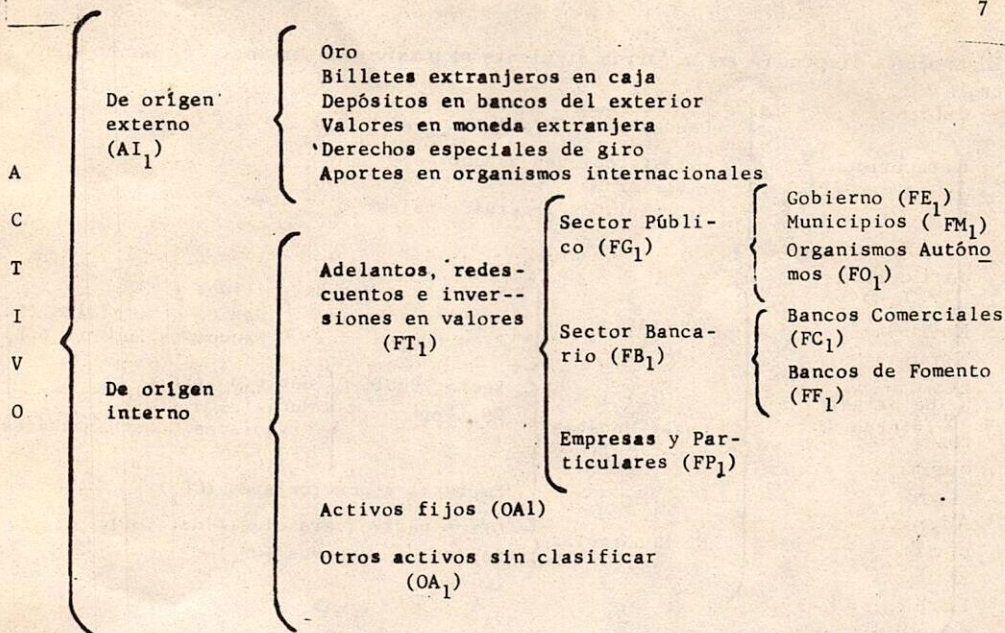 7
A
C
T
I
V
O
De orígen
externo
(AI1)
Oro
Billetes extranjeros en caja
Depósitos en bancos del exterior
Valores en moneda extranjera
Derechos especiales de giro
Aportes en organismos internacionales
De orígen
interno
Adelantos, redes-
cuentos e inver--
siones en valores
(FT1)
Sector Públi-
co (FG1)
Gobierno (FE1)
Municipios (FM1)
Organismos Autóno
mos (FO1)
Sector Banca-
rio (FB1)
Bancos Comerciales
(FC1)
Bancos de Fomento
(FF1)
Empresas y Par-
ticulares (FP1)
Activos fijos (OA1)
Otros activos sin clasificar
(OA1)